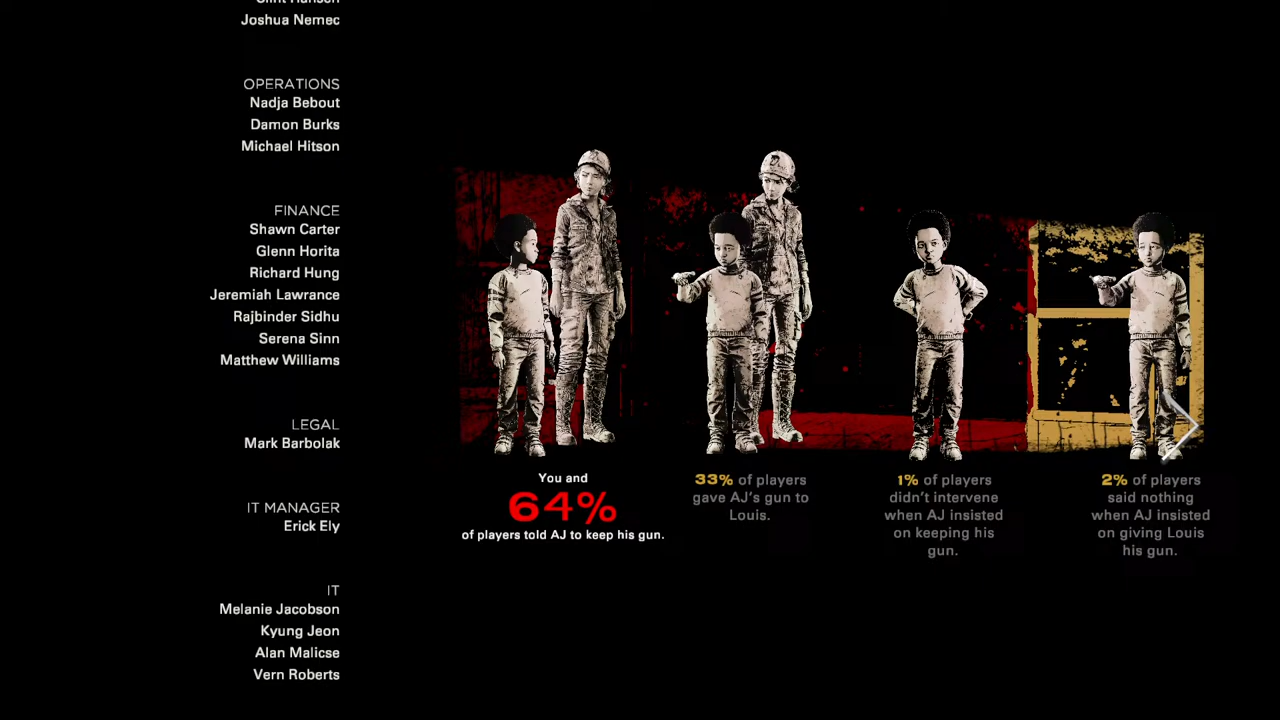 Joshua Nemec
OPERATIONS
Nadja Bebout
Damon Burks
Michael Hitson
FINANCE
Shawn Carter
Glenn Horita
Richard Hung
Jeremiah Lawrance
Rajbinder Sidhu
Serena Sinn
Matthew Williams
LEGAL
Mark Barbolak
IT MANAGER
Erick Ely
IT
Melanie Jacobson
Kyung Jeon
Alan Malicse
Vern Roberts
You and
64%
of players told AJ to keep his gun.
33% of players
gave AJ's gun to
Louis.
1% of players
didn't intervene
when AJ insisted
on keeping his
gun.
2% of players
said nothing
when AJ insisted
on giving Louis
his gun.